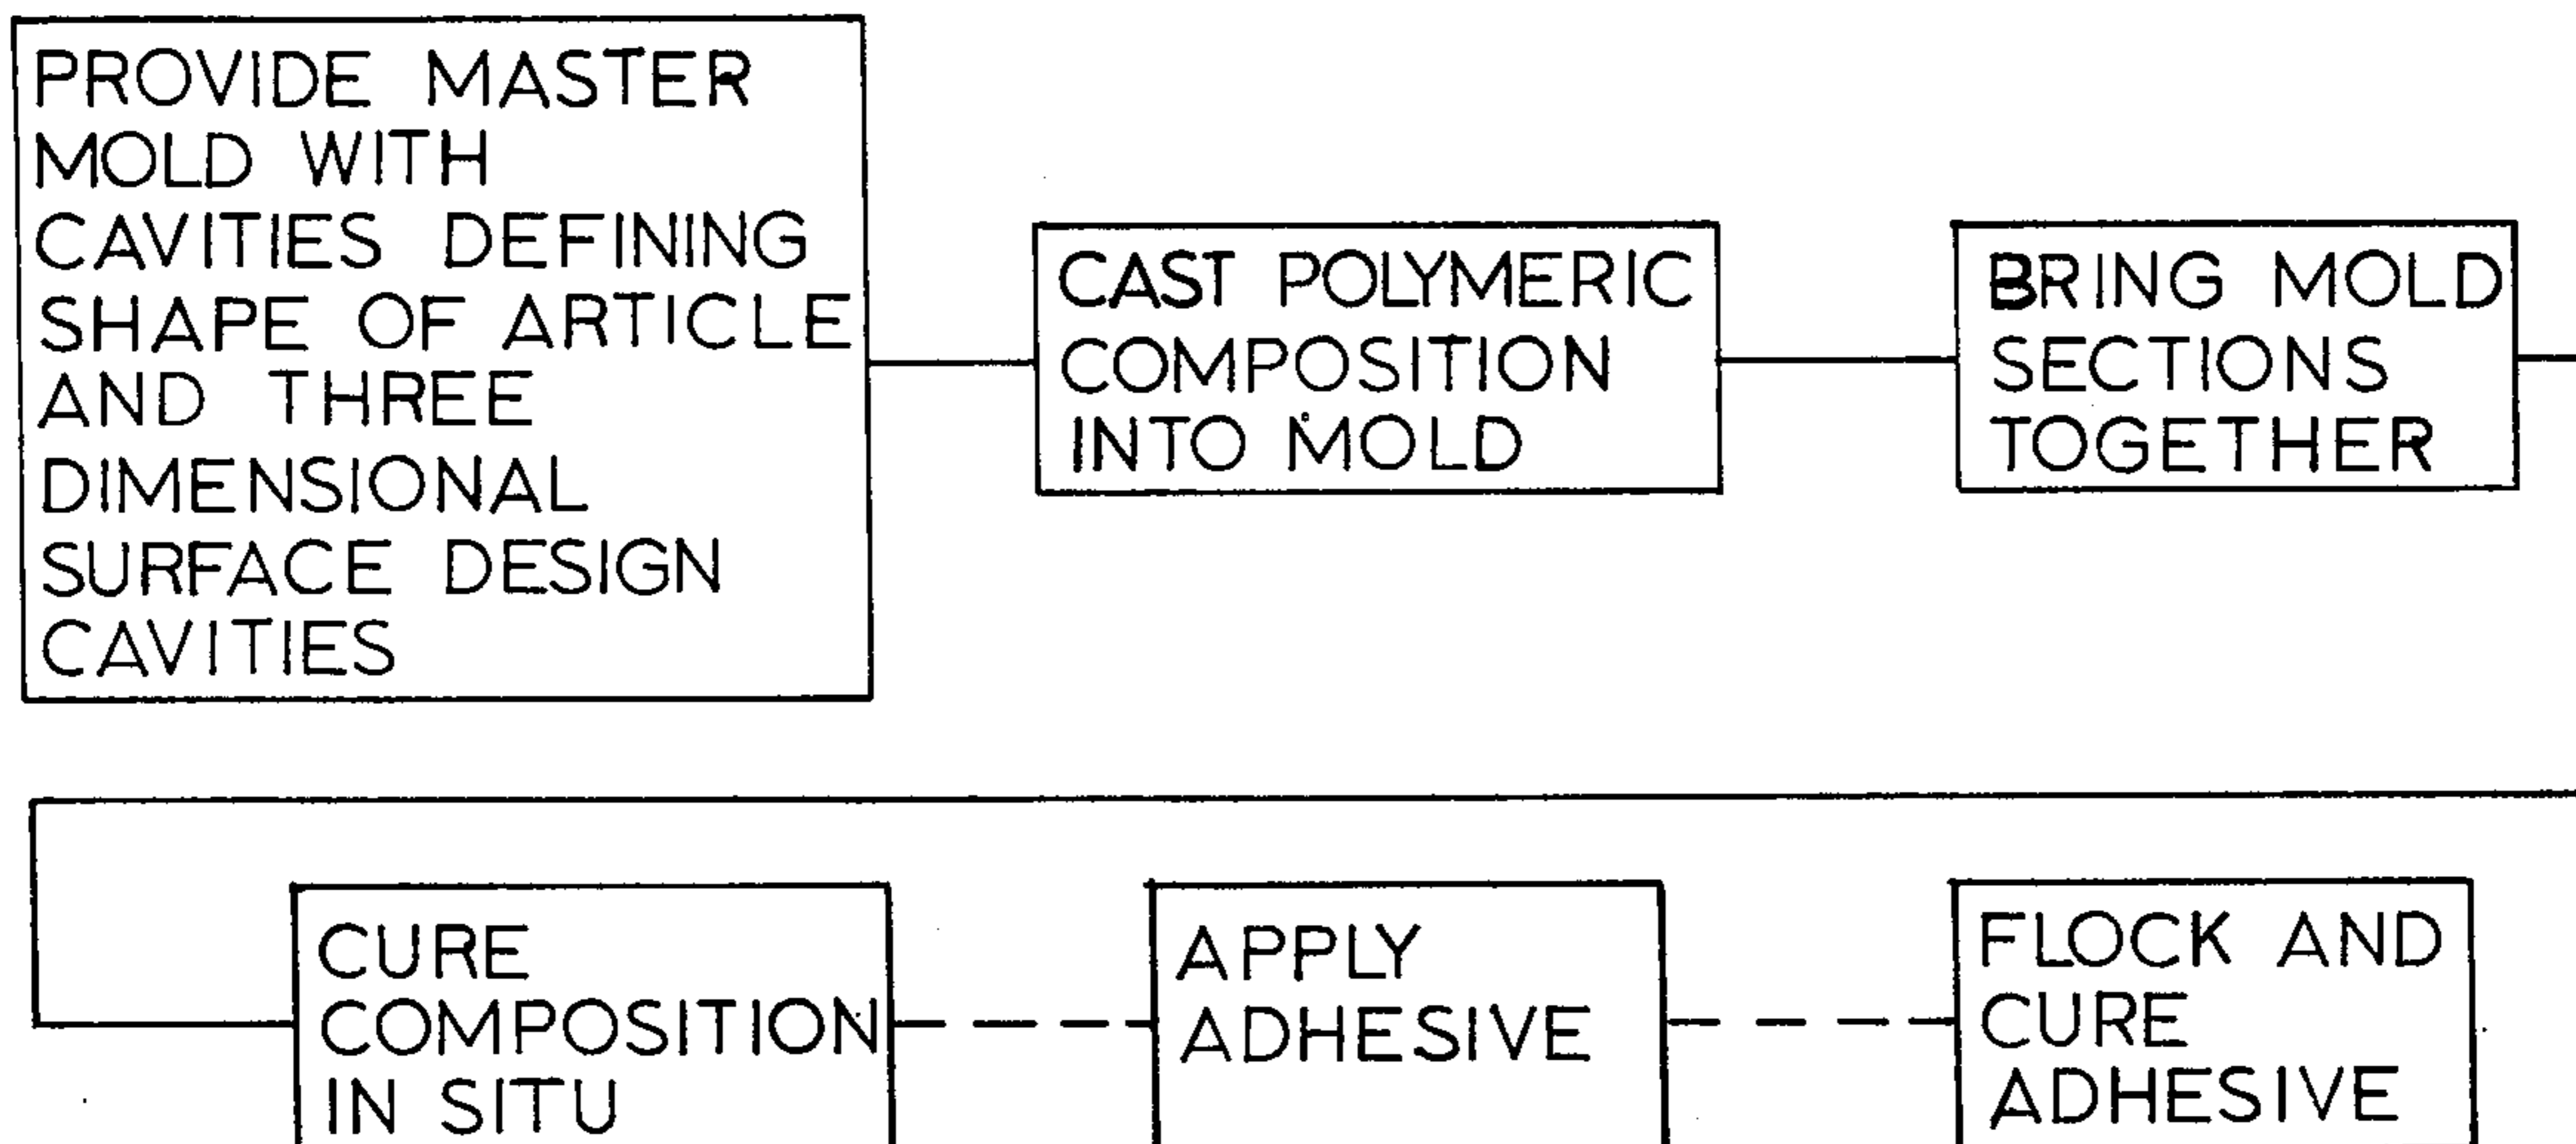 PROVIDE MASTER
MOLD WITH
CAVITIES DEFINING
SHAPE OF ARTICLE
AND THREE
DIMENSIONAL
SURFACE DESIGN
CAVITIES
CAST POLYMERIC
COMPOSITION
INTO MOLD
BRING MOLD
SECTIONS
TOGETHER
CURE
COMPOSITION
IN SITU
APPLY
ADHESIVE
FLOCK AND
CURE
ADHESIVE